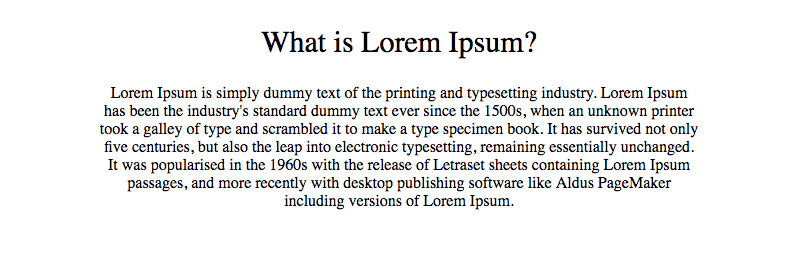 What is Lorem Ipsum?
Lorem Ipsum is simply dummy text of the printing and typesetting industry. Lorem Ipsum
has been the industry's standard dummy text ever since the 1500s, when an unknown printer
took a galley of type and scrambled it to make a type specimen book. It has survived not only
five centuries, but also the leap into electronic typesetting, remaining essentially unchanged.
It was popularised in the 1960s with the release of Letraset sheets containing Lorem Ipsum
passages, and more recently with desktop publishing software like Aldus PageMaker
including versions of Lorem Ipsum.